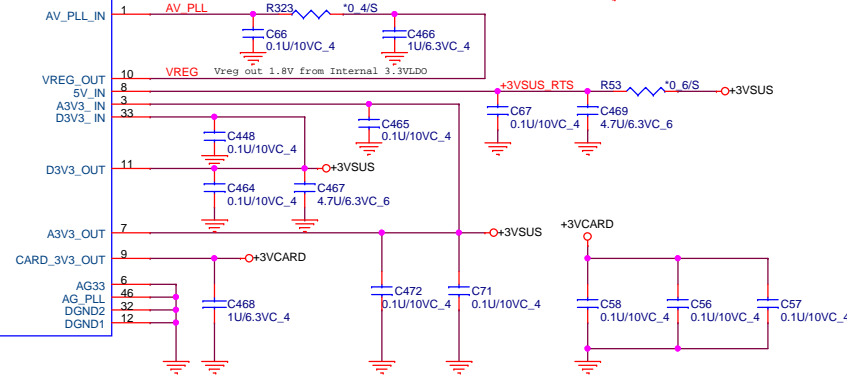 AV_PLL_IN 1 AV_PLL R323 *0_4/S
C66
0.1U/10VC_4
C466
1U/6.3VC_4
VREG_OUT 10 VREG Vreg out 1.8V from Internal 3.3VLDO
5V_IN 8 +3VSUS_RTS R53 *0_6/S +3VSUS
A3V3_ IN 3
D3V3_ IN 33
C67
0.1U/10VC_4
C469
4.7U/6.3VC_6
C465
0.1U/10VC_4
C448
0.1U/10VC_4
D3V3_OUT 11 +3VSUS
C464
0.1U/10VC_4
C467
4.7U/6.3VC_6
A3V3_OUT 7 +3VSUS
+3VCARD
CARD_3V3_OUT 9 +3VCARD
AG33 6
AG_PLL 46
DGND2 32
DGND1 12
C468
1U/6.3VC_4
C472
0.1U/10VC_4
C71
0.1U/10VC_4
C58
0.1U/10VC_4
C56
0.1U/10VC_4
C57
0.1U/10VC_4